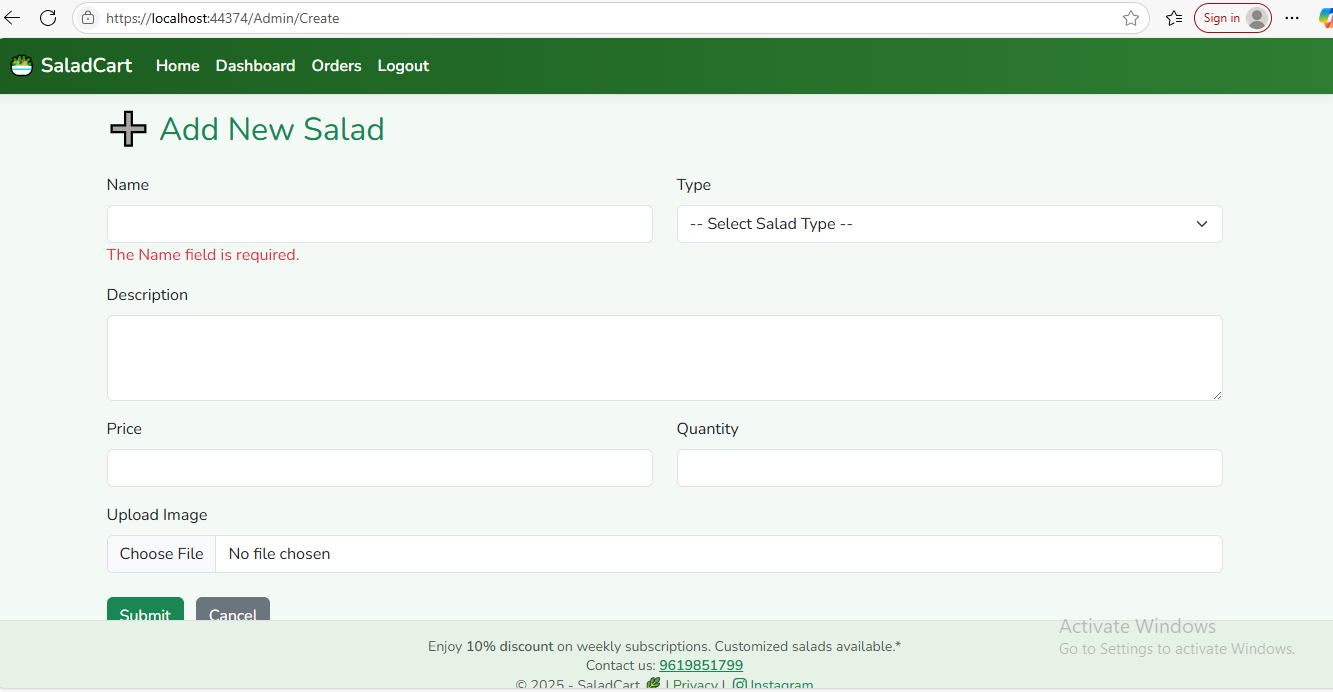 https://localhost:44374/Admin/Create
Sign in
SaladCart Home Dashboard Orders Logout
Add New Salad
Name Type
-- Select Salad Type --
The Name field is required.
Description
Price Quantity
Upload Image
Choose File No file chosen
Submit Cancel
Activate Windows
Go to Settings to activate Windows.
Enjoy 10% discount on weekly subscriptions. Customized salads available.*
Contact us: 9619851799
© 2025 - SaladCart | Privacy | Instagram